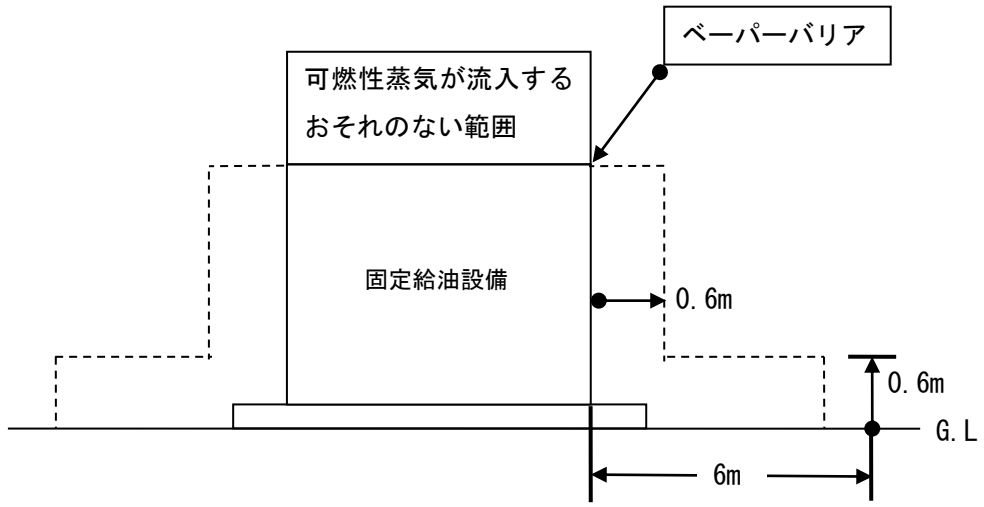 ベーパーバリア
可燃性蒸気が流入する
おそれのない範囲
固定給油設備
0.6m
0.6m
G.L
6m